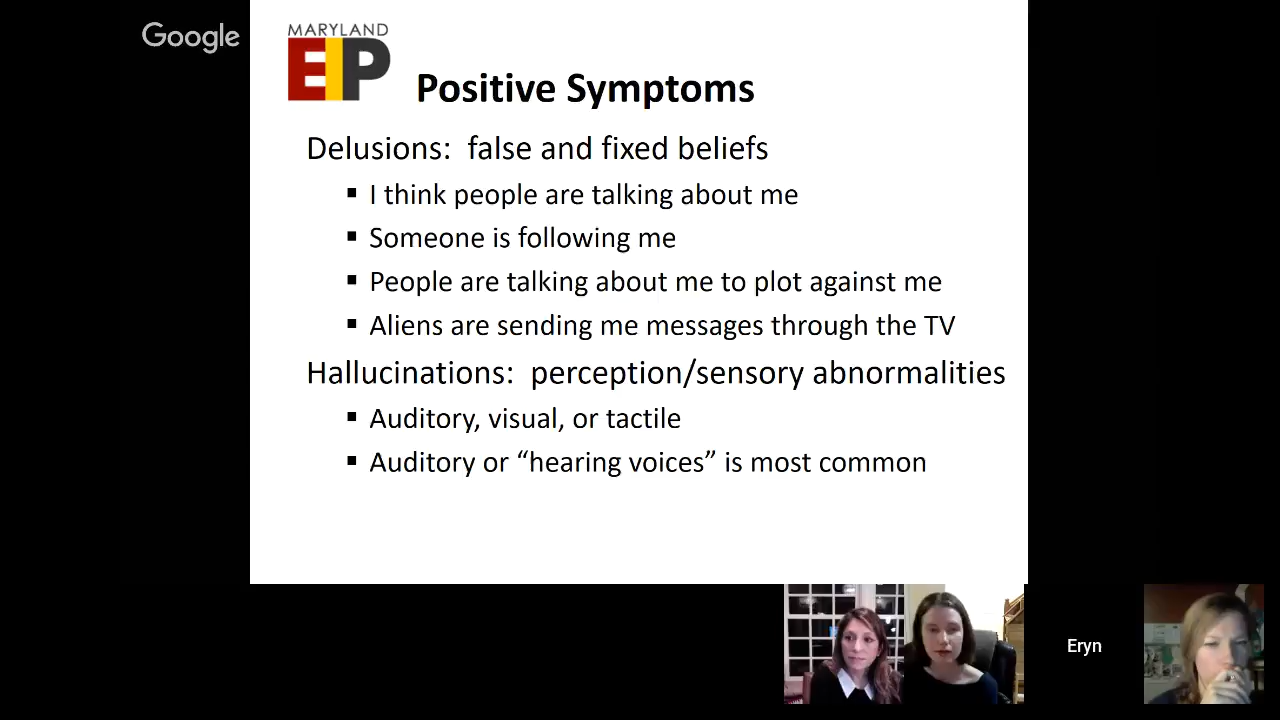 Google
MARYLAND
EIP
Positive Symptoms
Delusions: false and fixed beliefs
▪ I think people are talking about me
▪ Someone is following me
▪ People are talking about me to plot against me
▪ Aliens are sending me messages through the TV
Hallucinations: perception/sensory abnormalities
▪ Auditory, visual, or tactile
▪ Auditory or “hearing voices” is most common
Eryn